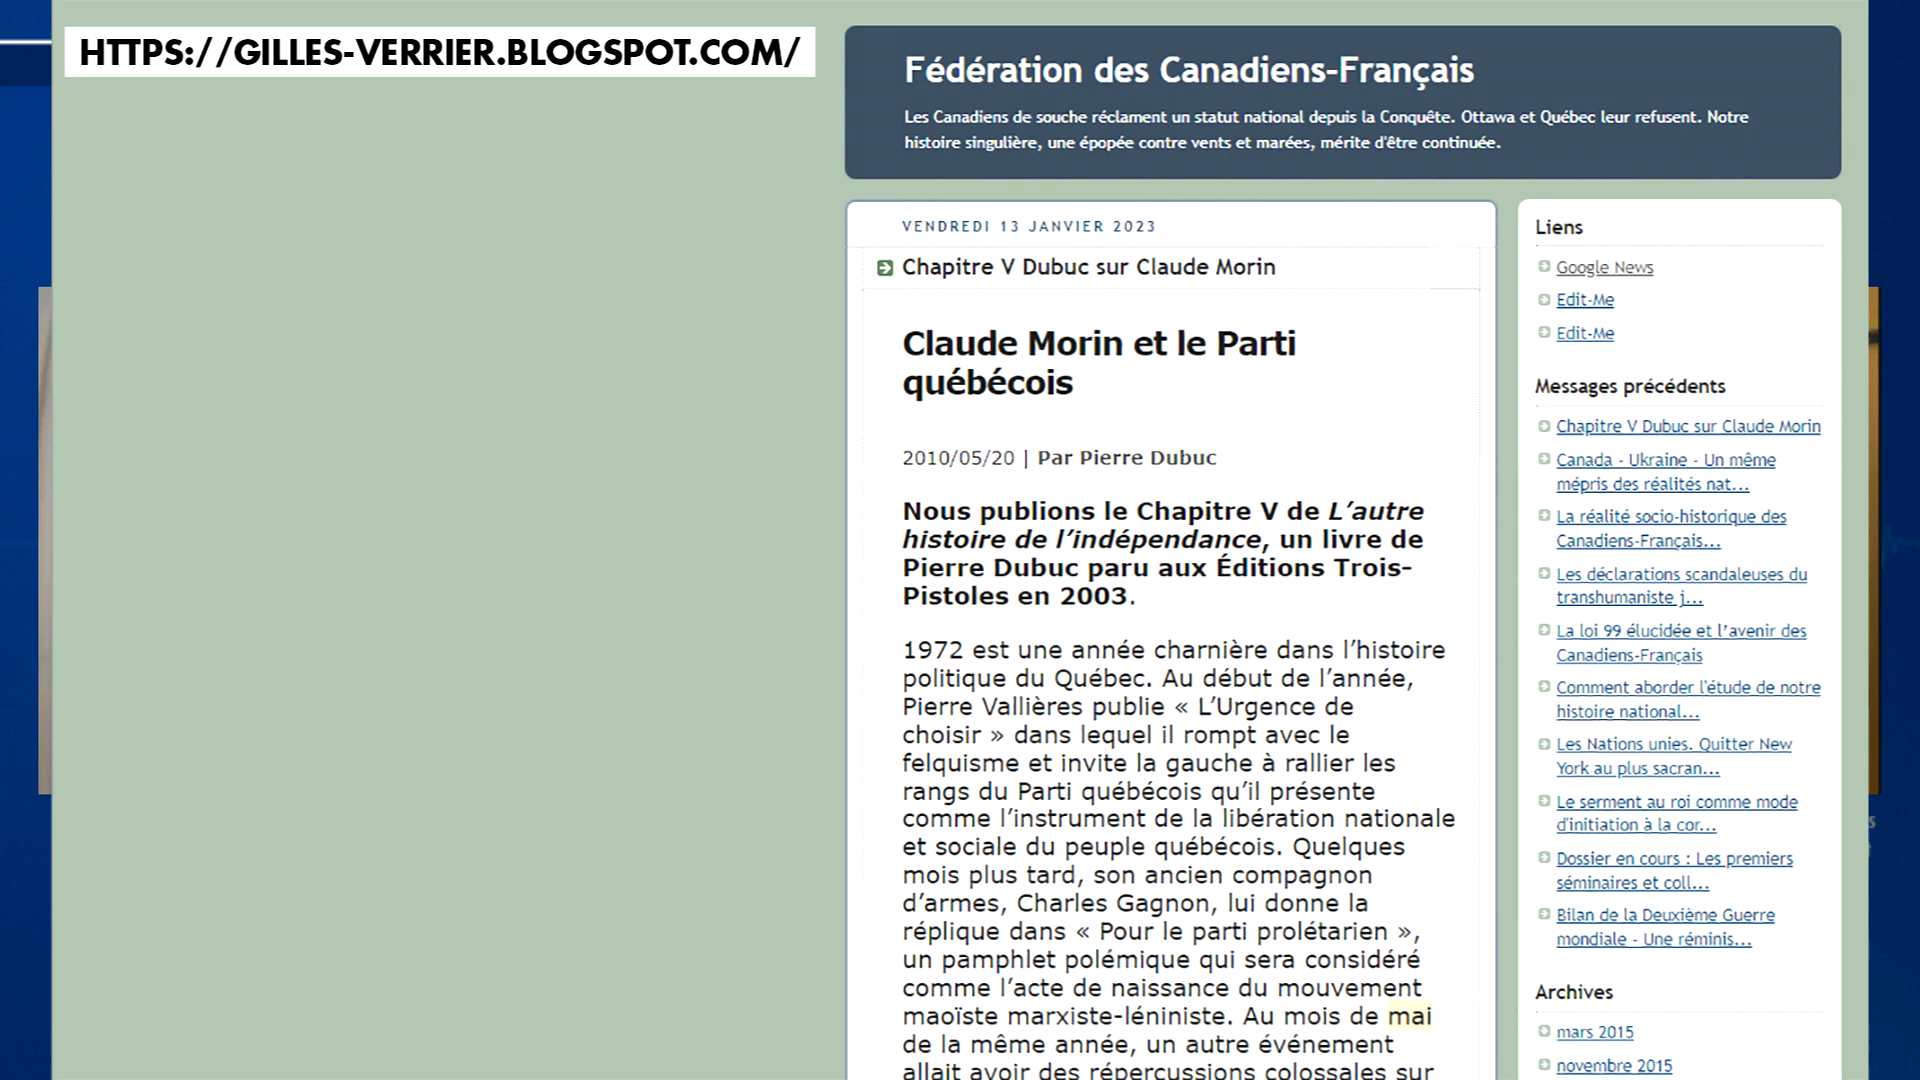 HTTPS://GILLES-VERRIER.BLOGSPOT.COM/
Fédération des Canadiens-Français
Les Canadiens de souche réclament un statut national depuis la Conquête. Ottawa et Québec leur refusent. Notre
histoire singulière, une épopée contre vents et marées, mérite d'être continuée.
VENDREDI 13 JANVIER 2023
Chapitre V Dubuc sur Claude Morin
Claude Morin et le Parti
québécois
2010/05/20 | Par Pierre Dubuc
Nous publions le Chapitre V de L’autre
histoire de l’indépendance, un livre de
Pierre Dubuc paru aux Éditions Trois-
Pistoles en 2003.
1972 est une année charnière dans l’histoire
politique du Québec. Au début de l’année,
Pierre Vallières publie « L’Urgence de
choisir » dans lequel il rompt avec le
felquisme et invite la gauche à rallier les
rangs du Parti québécois qu’il présente
comme l’instrument de la libération nationale
et sociale du peuple québécois. Quelques
mois plus tard, son ancien compagnon
d’armes, Charles Gagnon, lui donne la
réplique dans « Pour le parti prolétarien »,
un pamphlet polémique qui sera considéré
comme l’acte de naissance du mouvement
maoïste marxiste-léniniste. Au mois de mai
de la même année, un autre événement
allait avoir des répercussions colossales sur
Liens
Google News
Edit-Me
Edit-Me
Messages précédents
Chapitre V Dubuc sur Claude Morin
Canada - Ukraine - Un même
mépris des réalités nat...
La réalité socio-historique des
Canadiens-Français...
Les déclarations scandaleuses du
transhumaniste j...
La loi 99 élucidée et l’avenir des
Canadiens-Français
Comment aborder l'étude de notre
histoire national...
Les Nations unies. Quitter New
York au plus sacran...
Le serment au roi comme mode
d'initiation à la cor...
Dossier en cours : Les premiers
séminaires et coll...
Bilan de la Deuxième Guerre
mondiale - Une réminis...
Archives
mars 2015
novembre 2015